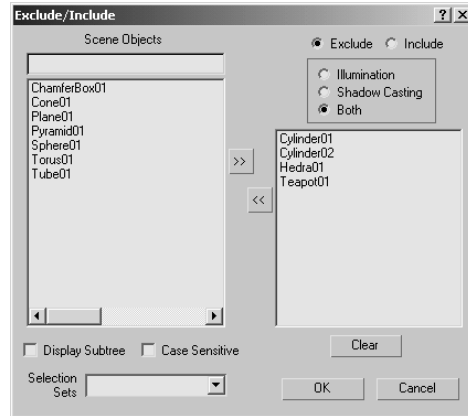 Exclude/Include
Scene Objects
Exclude Include
Illumination
Shadow Casting
Both
ChamferBox01
Cone01
Plane01
Pyramid01
Sphere01
Torus01
Tube01
>>
<<
Cylinder01
Cylinder02
Hedra01
Teapot01
Display Subtree Case Sensitive
Clear
Selection
Sets
OK Cancel